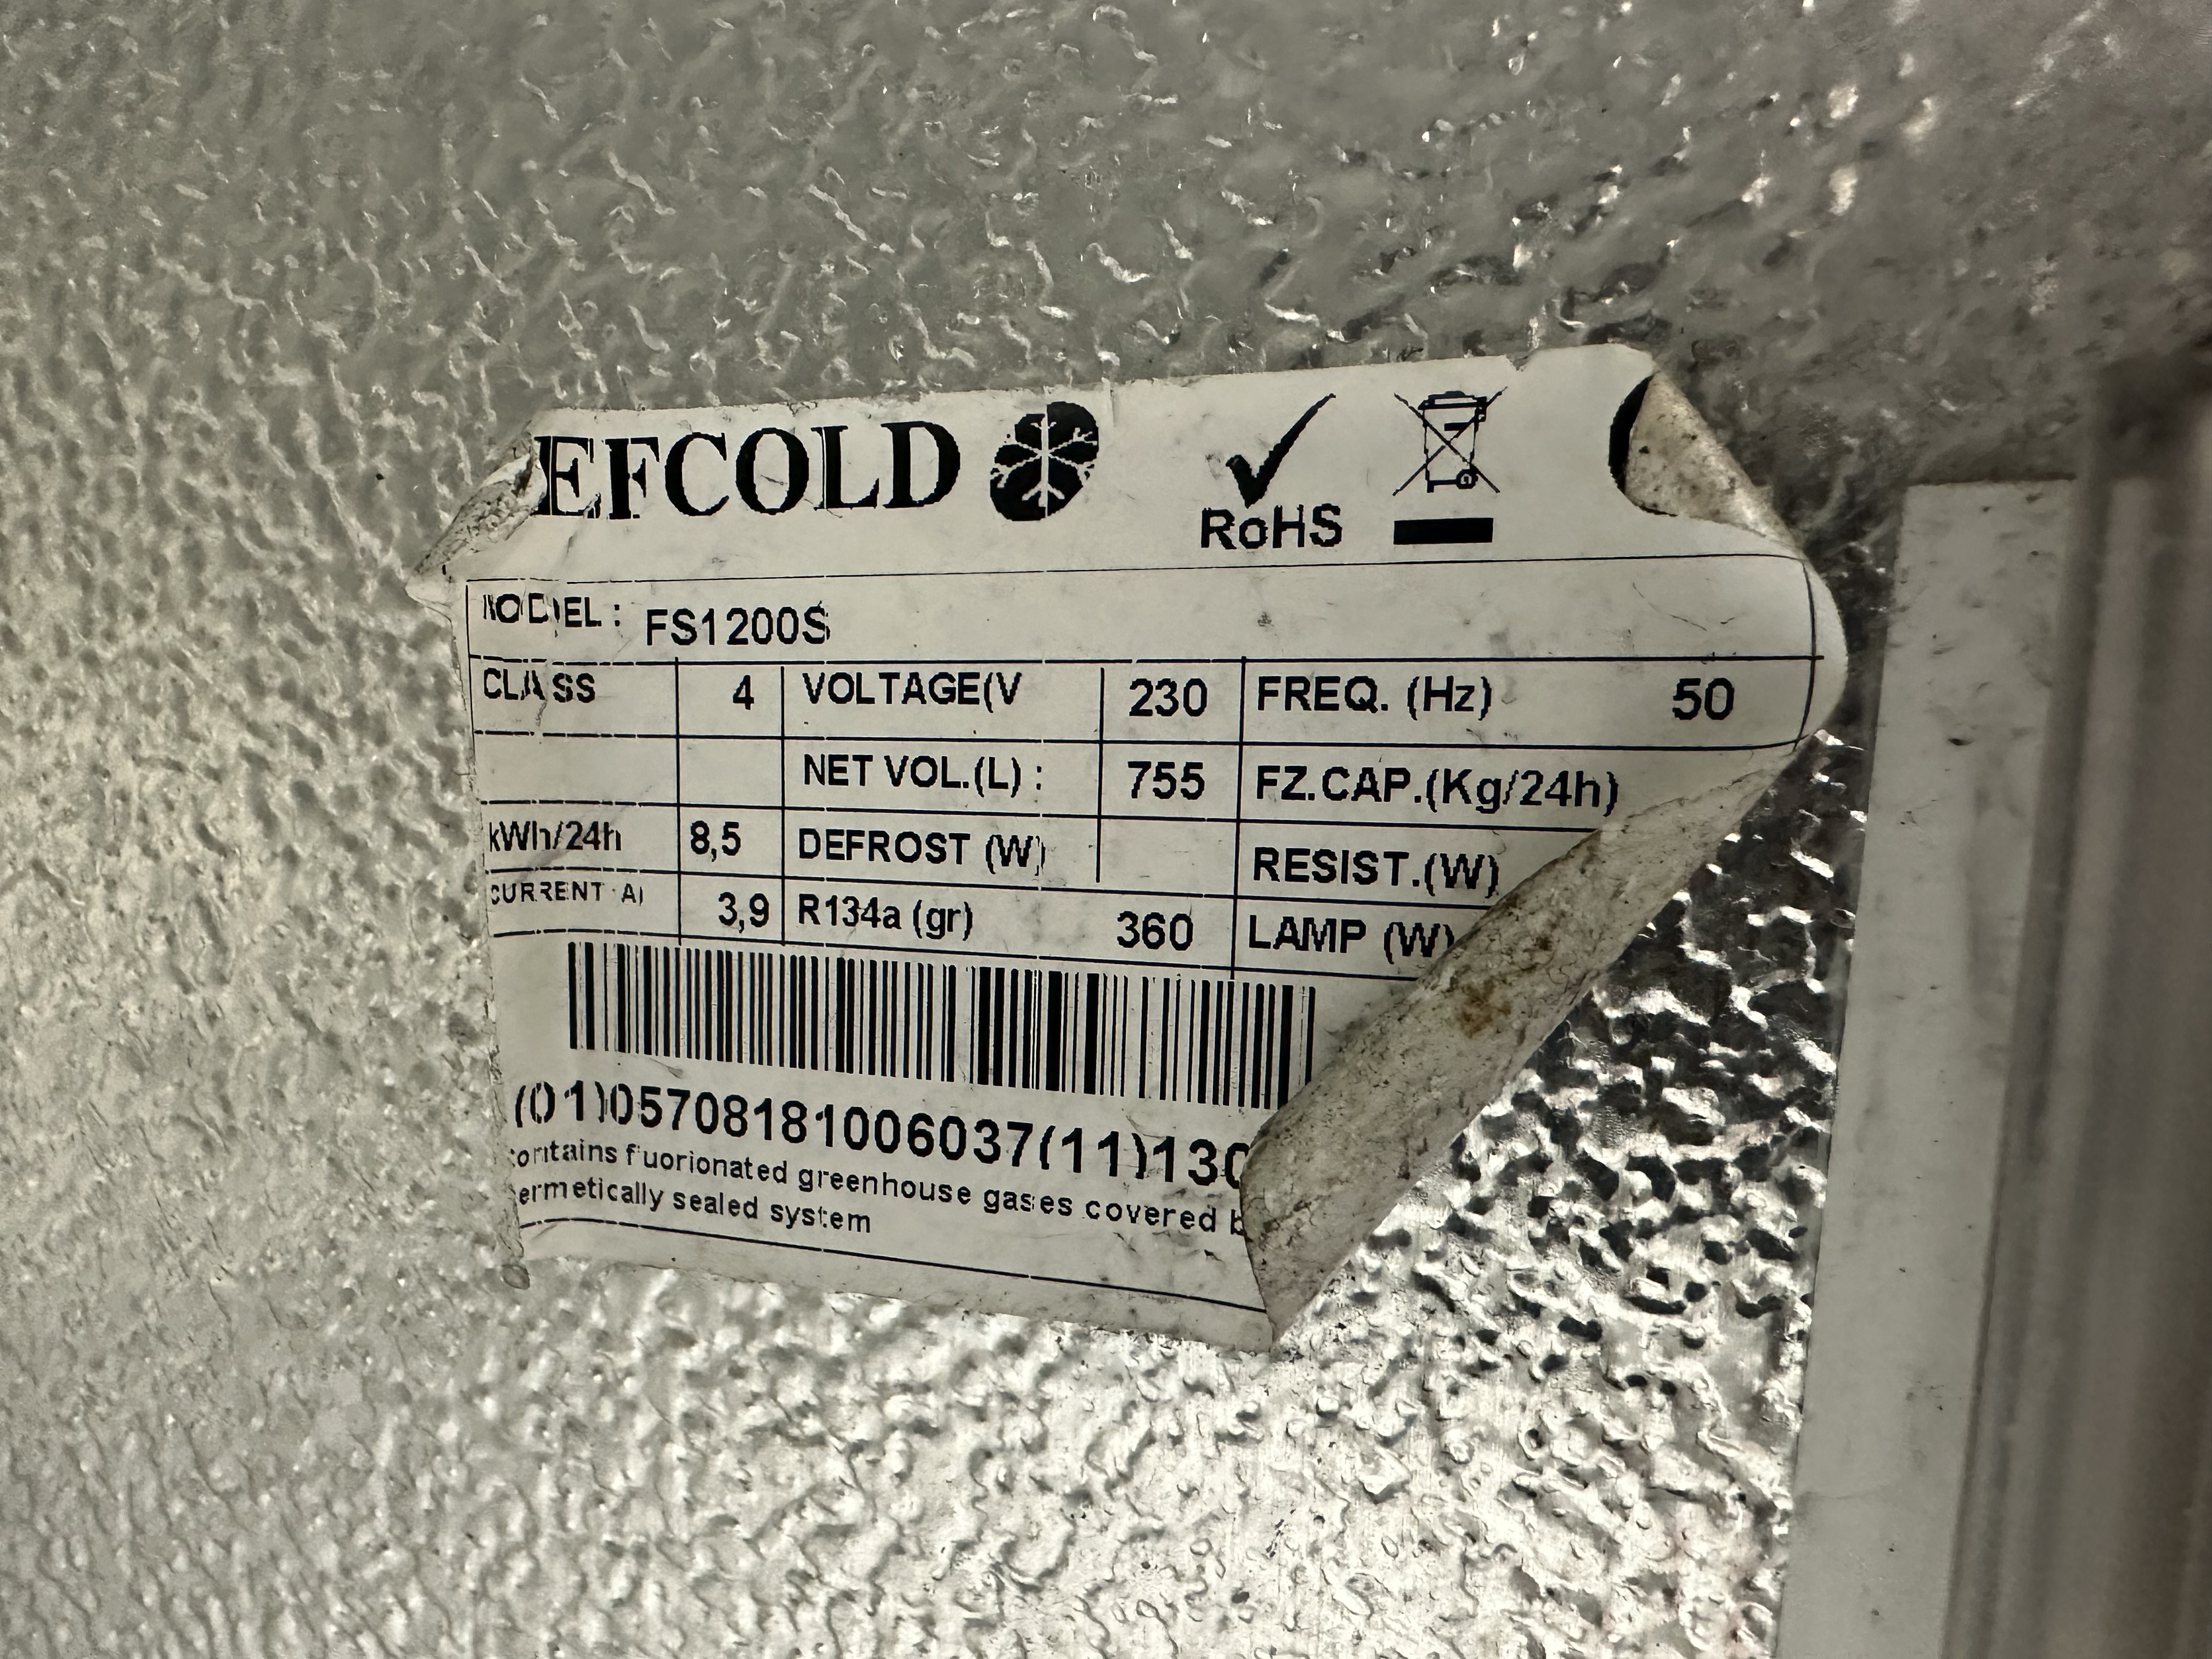 EFCOLD
RoHS
MODEL: FS1200S
CLASS 4 VOLTAGE(V 230 FREQ. (Hz) 50
NET VOL.(L) : 755 FZ.CAP.(Kg/24h)
kWh/24h 8,5 DEFROST (W) RESIST.(W)
CURRENT A) 3,9 R134a (gr) 360 LAMP (W)
(01)05708181006037(11)130
contains fluorionated greenhouse gases covered b
ermetically sealed system